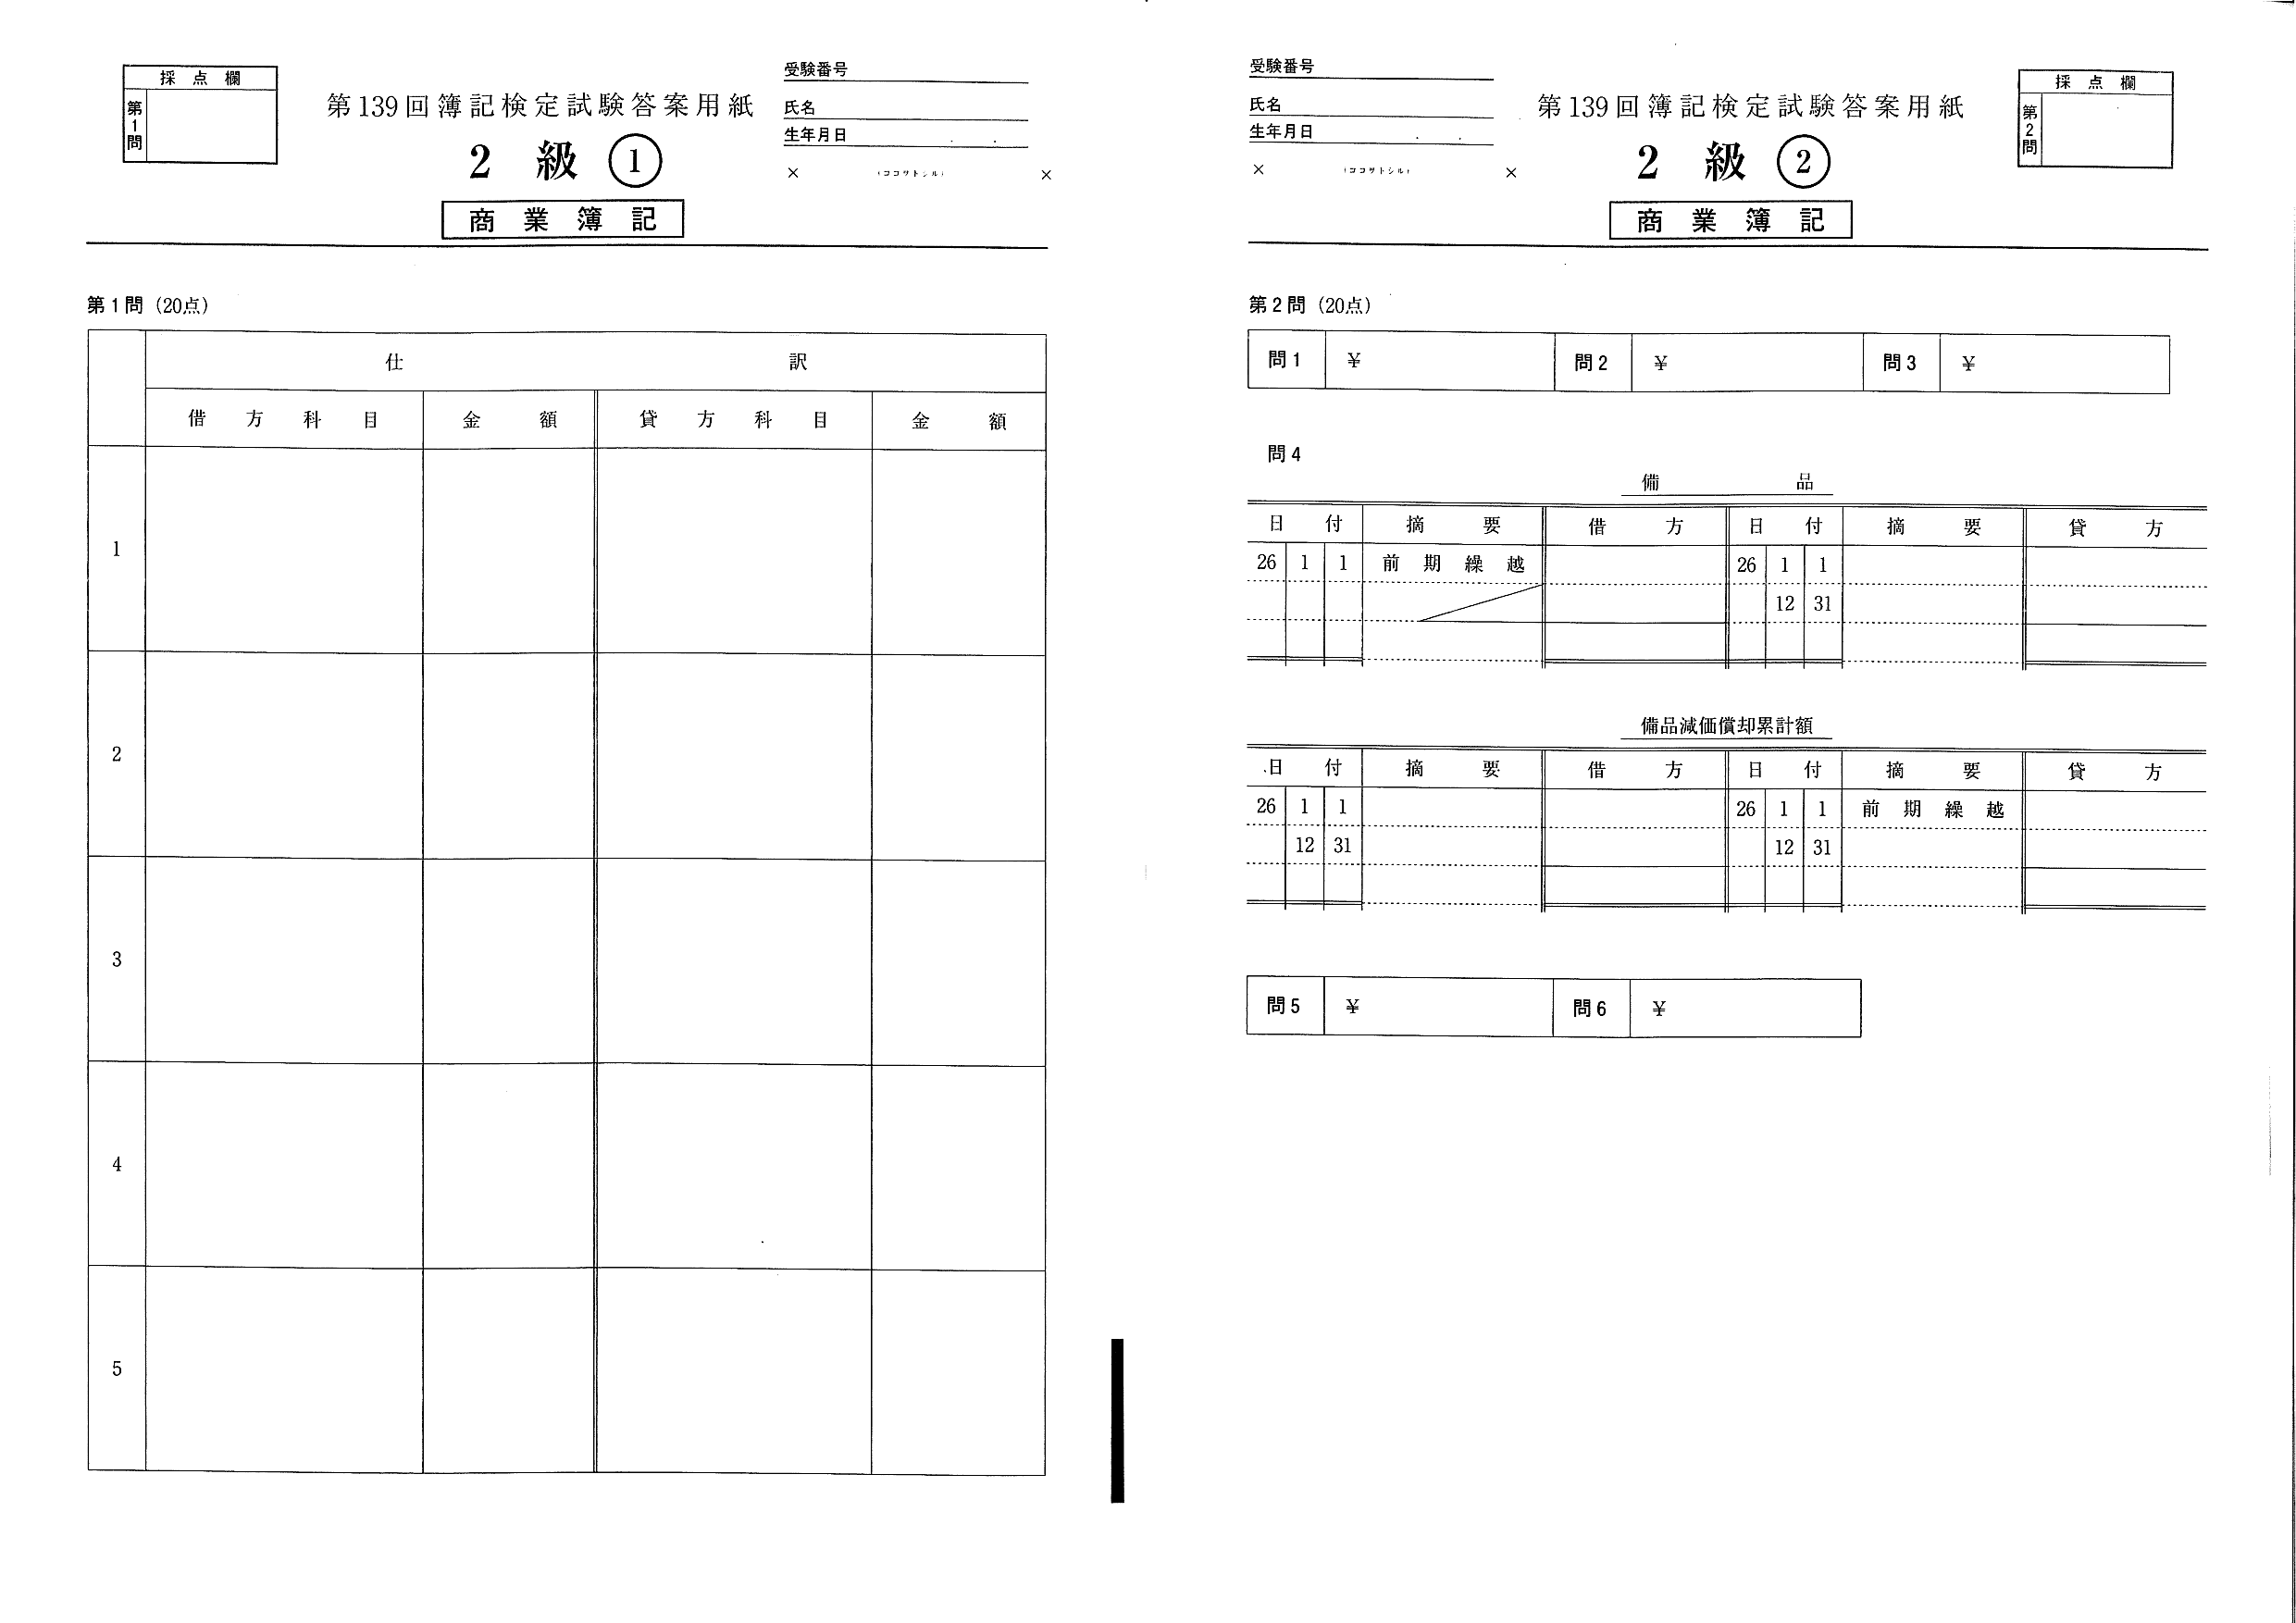 採点欄
第1問
第139回簿記検定試験答案用紙
2級 ①
商業簿記
受験番号
氏名
生年月日 . .
× (ココヲトジル) ×
第1問 (20点)
仕訳
借方科目 金額 貸方科目 金額
1
2
3
4
5
受験番号
氏名
生年月日 . .
× (ココヲトジル) ×
第139回簿記検定試験答案用紙
2級 ②
商業簿記
採点欄
第2問
第2問 (20点)
問1 ¥ 問2 ¥ 問3 ¥
問4
備品
日付 摘要 借方 日付 摘要 貸方
26 1 1 前期繰越 26 1 1
12 31
備品減価償却累計額
日付 摘要 借方 日付 摘要 貸方
26 1 1 26 1 1 前期繰越
12 31 12 31
問5 ¥ 問6 ¥